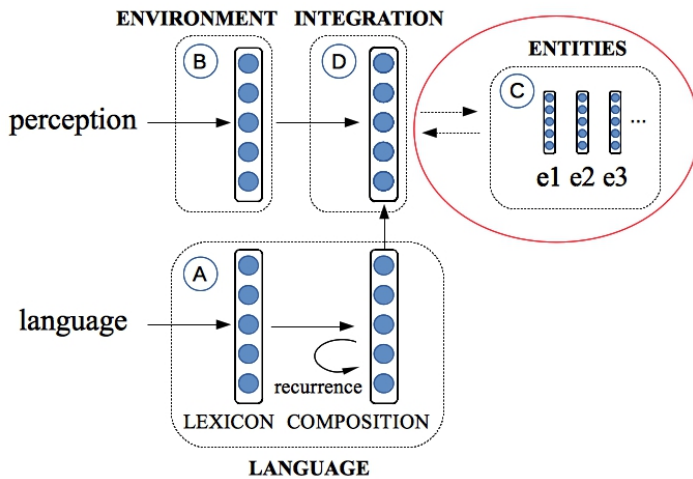 ENVIRONMENT INTEGRATION
ENTITIES
B D
C
perception
...
e1 e2 e3
A
language
recurrence
LEXICON COMPOSITION
LANGUAGE